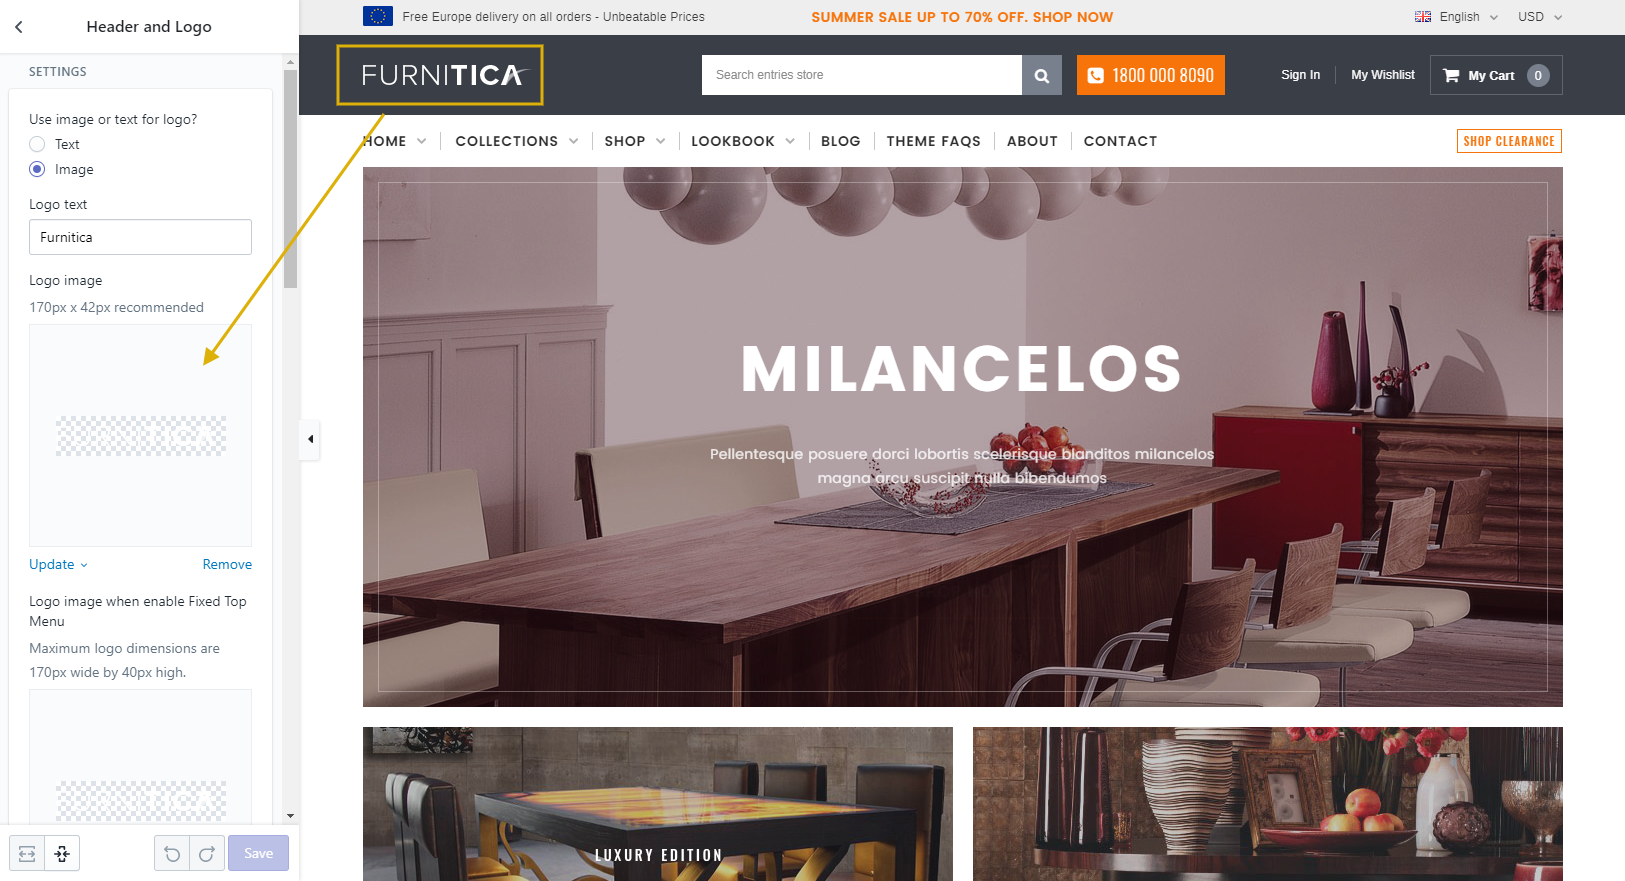 Header and Logo
SETTINGS
Use image or text for logo?
Text
Image
Logo text
Furnitica
Logo image
170px x 42px recommended
FURNITICA
Update
Remove
Logo image when enable Fixed Top
Menu
Maximum logo dimensions are
170px wide by 40px high.
FURNITICA
Save
Free Europe delivery on all orders - Unbeatable Prices
SUMMER SALE UP TO 70% OFF. SHOP NOW
English
USD
FURNITICA
Search entries store
1800 000 8090
Sign In
My Wishlist
My Cart 0
HOME
COLLECTIONS
SHOP
LOOKBOOK
BLOG
THEME FAQS
ABOUT
CONTACT
SHOP CLEARANCE
MILANCELOS
Pellentesque posuere dorci lobortis scelerisque blanditos milancelos
magna arcu suscipit nulla bibendumos
LUXURY EDITION